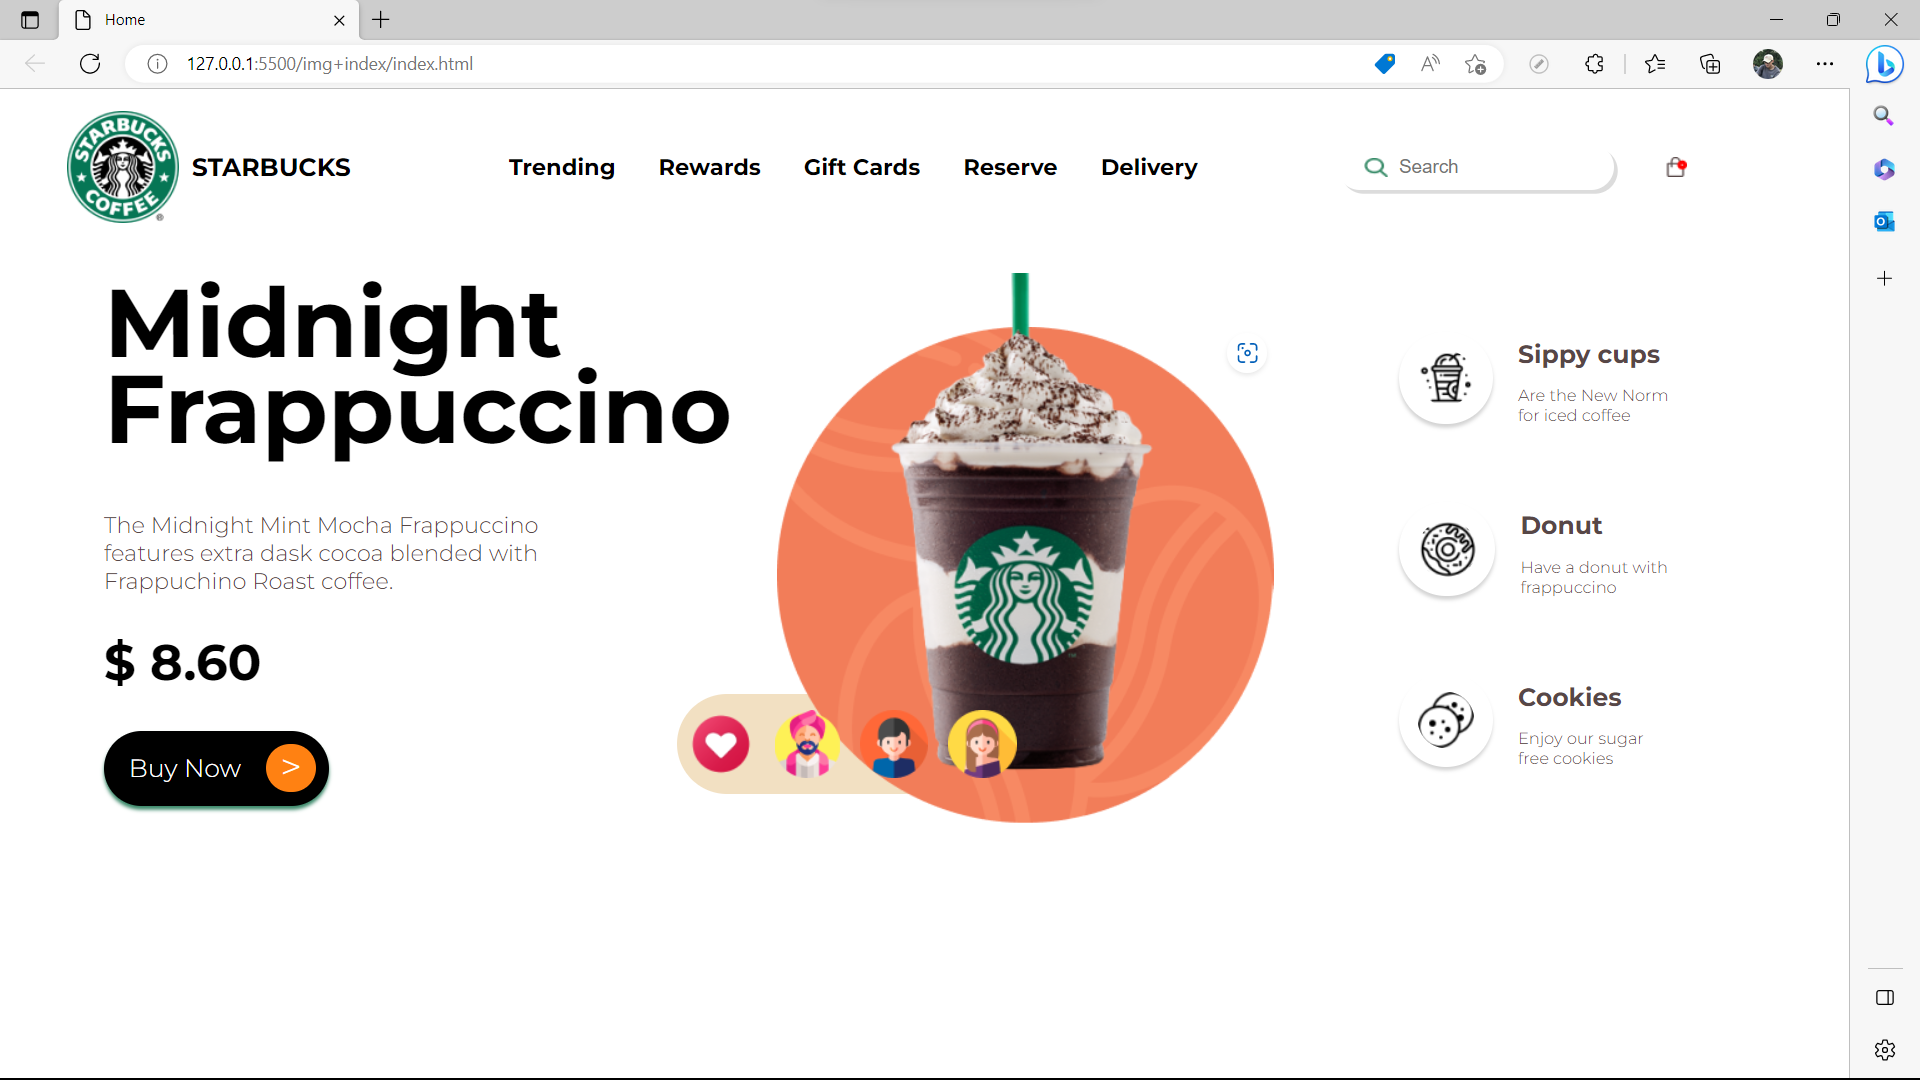 Home
127.0.0.1:5500/img+index/index.html
STARBUCKS
COFFEE
®
STARBUCKS
Trending
Rewards
Gift Cards
Reserve
Delivery
Search
Midnight
Frappuccino
The Midnight Mint Mocha Frappuccino
features extra dask cocoa blended with
Frappuchino Roast coffee.
$ 8.60
Buy Now >
Sippy cups
Are the New Norm
for iced coffee
Donut
Have a donut with
frappuccino
Cookies
Enjoy our sugar
free cookies